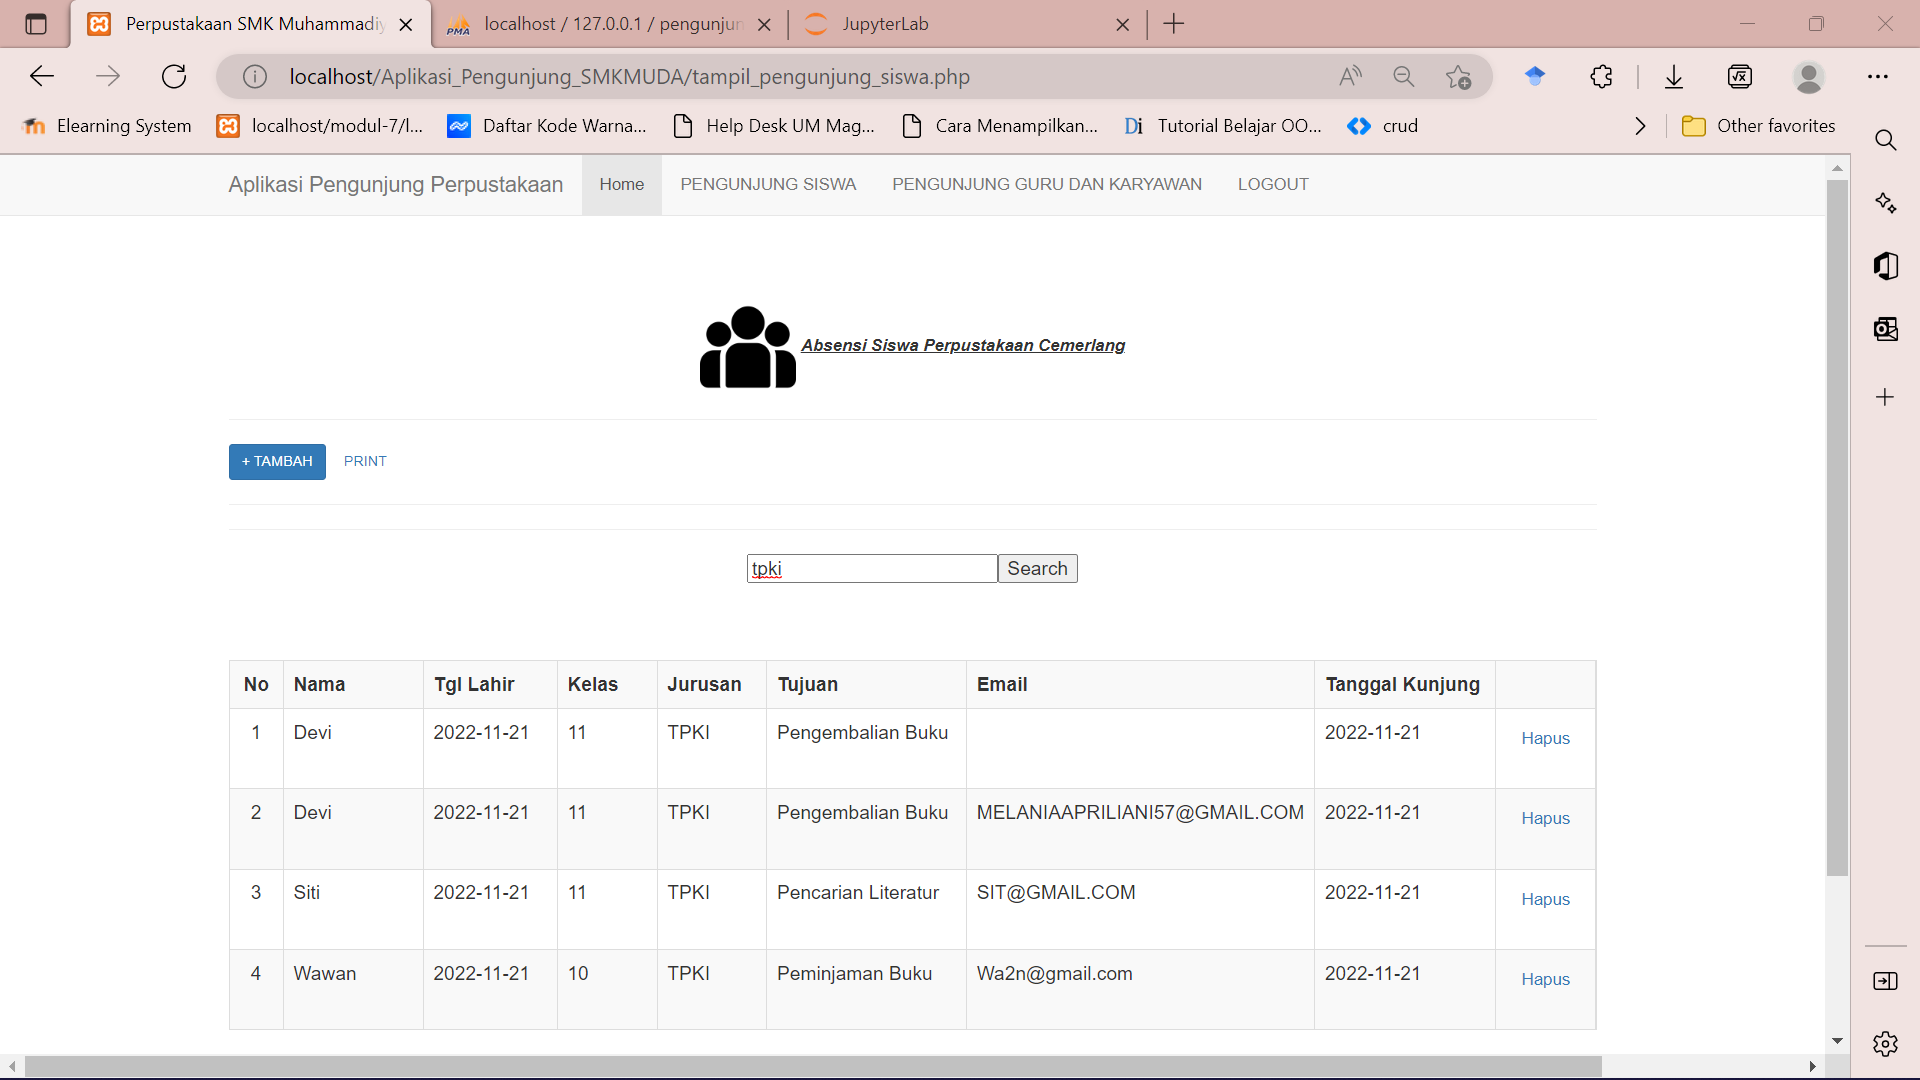 Perpustakaan SMK Muhammadiy
PMA localhost / 127.0.0.1 / pengunjun
JupyterLab
localhost/Aplikasi_Pengunjung_SMKMUDA/tampil_pengunjung_siswa.php
Elearning System
localhost/modul-7/l...
Daftar Kode Warna...
Help Desk UM Mag...
Cara Menampilkan...
Di Tutorial Belajar OO...
crud
Other favorites
Aplikasi Pengunjung Perpustakaan Home PENGUNJUNG SISWA PENGUNJUNG GURU DAN KARYAWAN LOGOUT
Absensi Siswa Perpustakaan Cemerlang
+ TAMBAH PRINT
tpki Search
No Nama Tgl Lahir Kelas Jurusan Tujuan Email Tanggal Kunjung
1 Devi 2022-11-21 11 TPKI Pengembalian Buku 2022-11-21 Hapus
2 Devi 2022-11-21 11 TPKI Pengembalian Buku MELANIAAPRILIANI57@GMAIL.COM 2022-11-21 Hapus
3 Siti 2022-11-21 11 TPKI Pencarian Literatur SIT@GMAIL.COM 2022-11-21 Hapus
4 Wawan 2022-11-21 10 TPKI Peminjaman Buku Wa2n@gmail.com 2022-11-21 Hapus